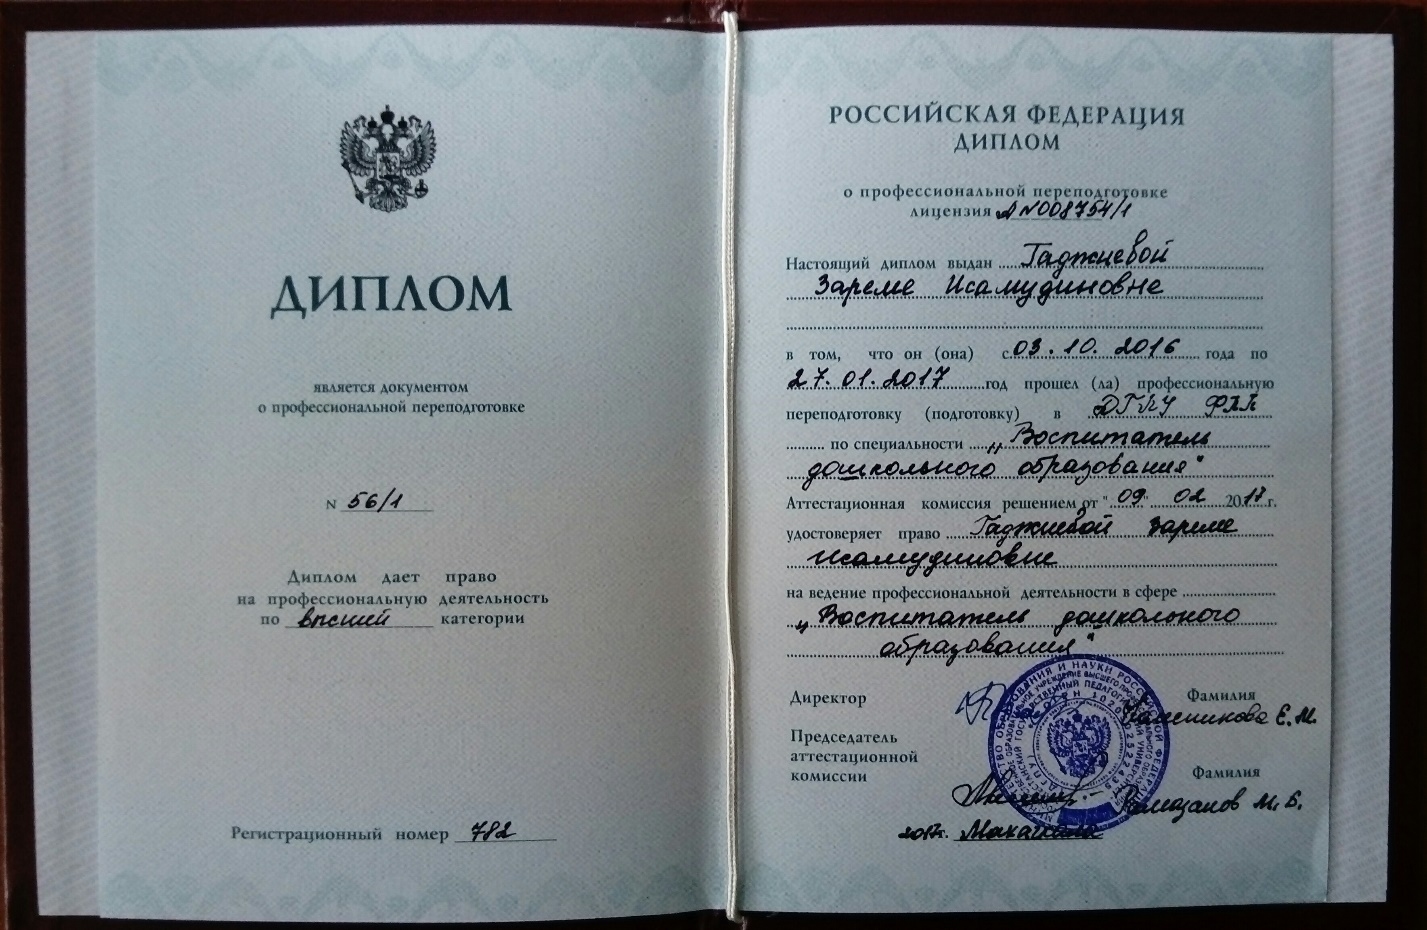 ДИПЛОМ
является документом
о профессиональной переподготовке
N 56/1
Диплом дает право
на профессиональную деятельность
по высшей категории
Регистрационный номер 782
РОССИЙСКАЯ ФЕДЕРАЦИЯ
ДИПЛОМ
о профессиональной переподготовке
лицензия А N008754/1
Настоящий диплом выдан Гаджиевой
Зареме Исамудиновне
в том, что он (она) с 03.10.2016 года по
27.01.2017 год прошел (ла) профессиональную
переподготовку (подготовку) в ДГПУ ФПК
по специальности „Воспитатель
дошкольного образования"
Аттестационная комиссия решением от "09" 02 2017 г.
удостоверяет право Гаджиевой Зареме
Исамудиновне
на ведение профессиональной деятельности в сфере
„Воспитатель дошкольного
образования"
Директор
Фамилия
Е.М.
Председатель
аттестационной
комиссии
Фамилия
Рамазанов М.Б.
2017г. Махачкала